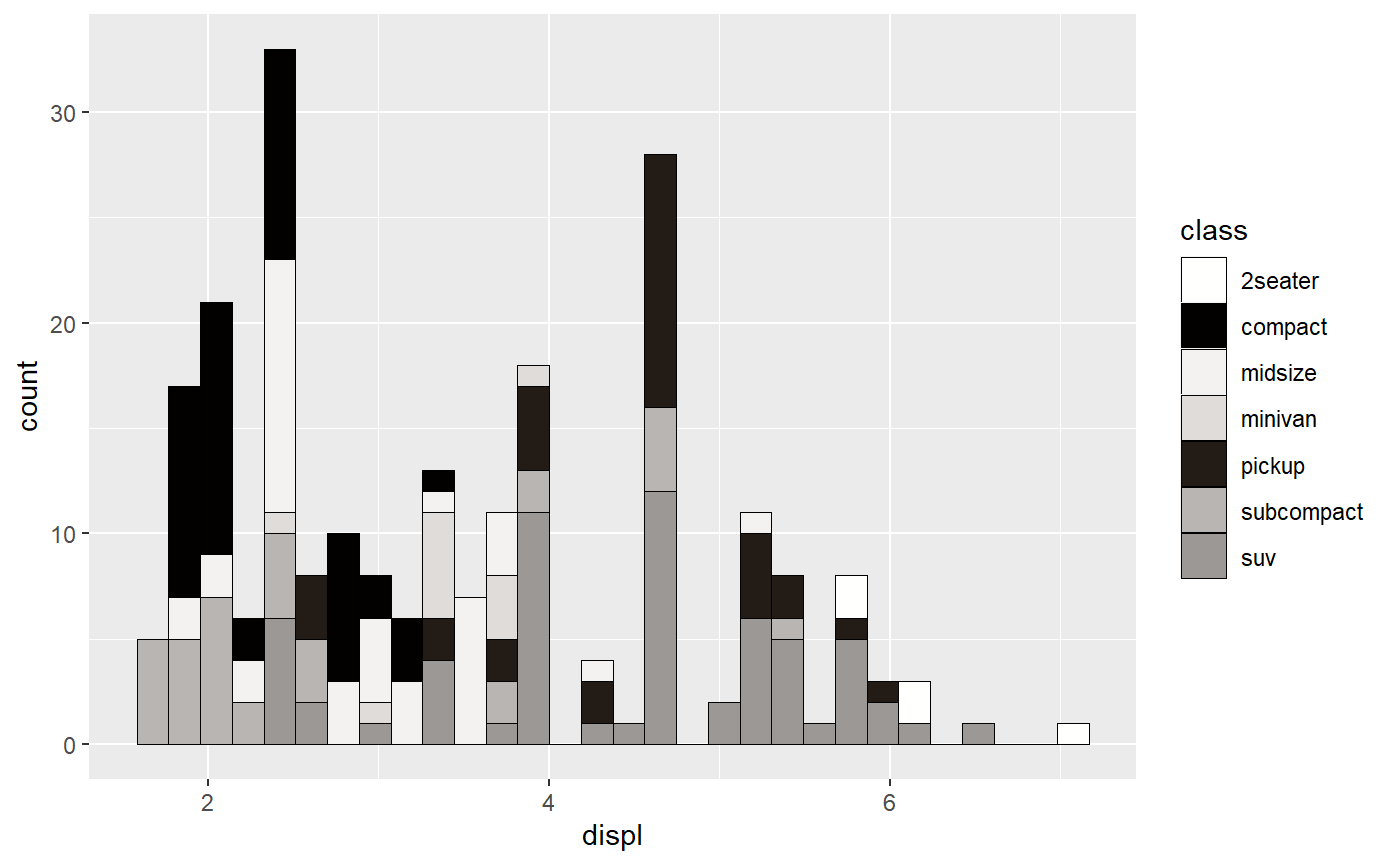 30
20
10
0
count
2 4 6
displ
class
2seater
compact
midsize
minivan
pickup
subcompact
suv